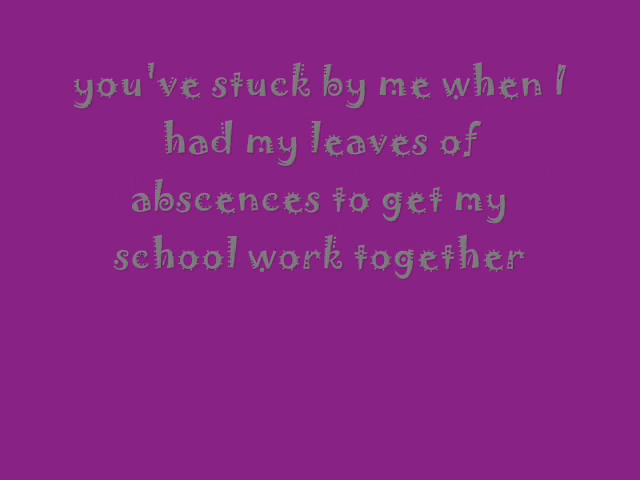 you've stuck by me when I
had my leaves of
abscences to get my
school work together